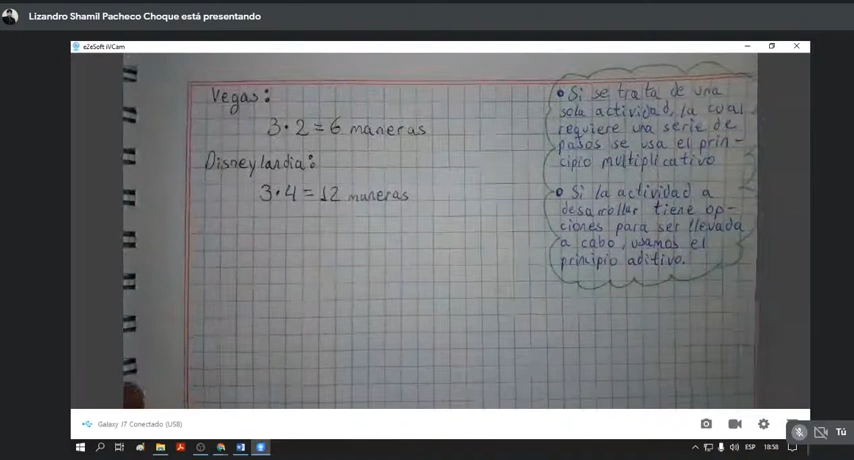 Lizandro Shamil Pacheco Choque está presentando
e2eSoft iVCam
Vegas:
3·2=6 maneras
Disneylandia:
3·4=12 maneras
• Si se trata de una
sola actividad, la cual
requiere una serie de
pasos se usa el prin-
cipio multiplicativo
• Si la actividad a
desarrollar tiene op-
ciones para ser llevada
a cabo, usamos el
principio aditivo.
Galaxy J7 Conectado (USB)
Tú
ESP
18:58